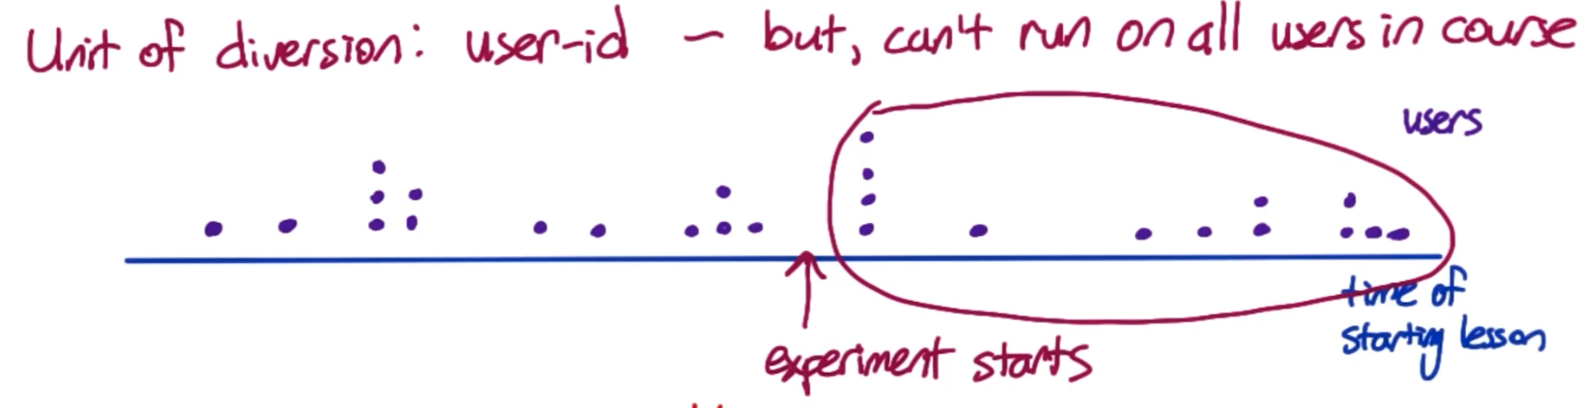 Unit of diversion: user-id - but, can't run on all users in course
users
time of
starting lesson
experiment starts